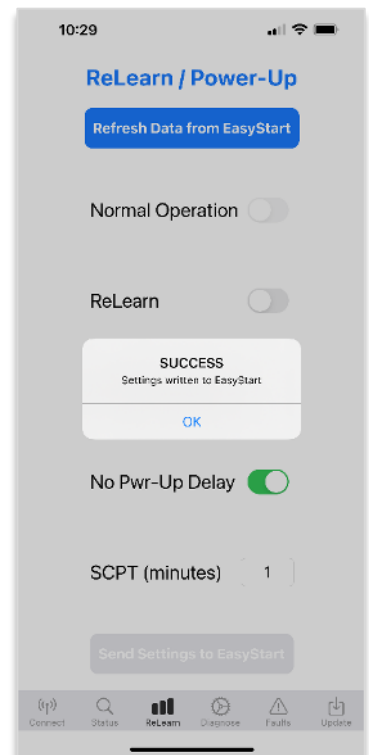 10:29
ReLearn / Power-Up
Refresh Data from EasyStart
Normal Operation
ReLearn
SUCCESS
Settings written to EasyStart
OK
No Pwr-Up Delay
SCPT (minutes) 1
Send Settings to EasyStart
Connect Status ReLearn Diagnose Faults Update